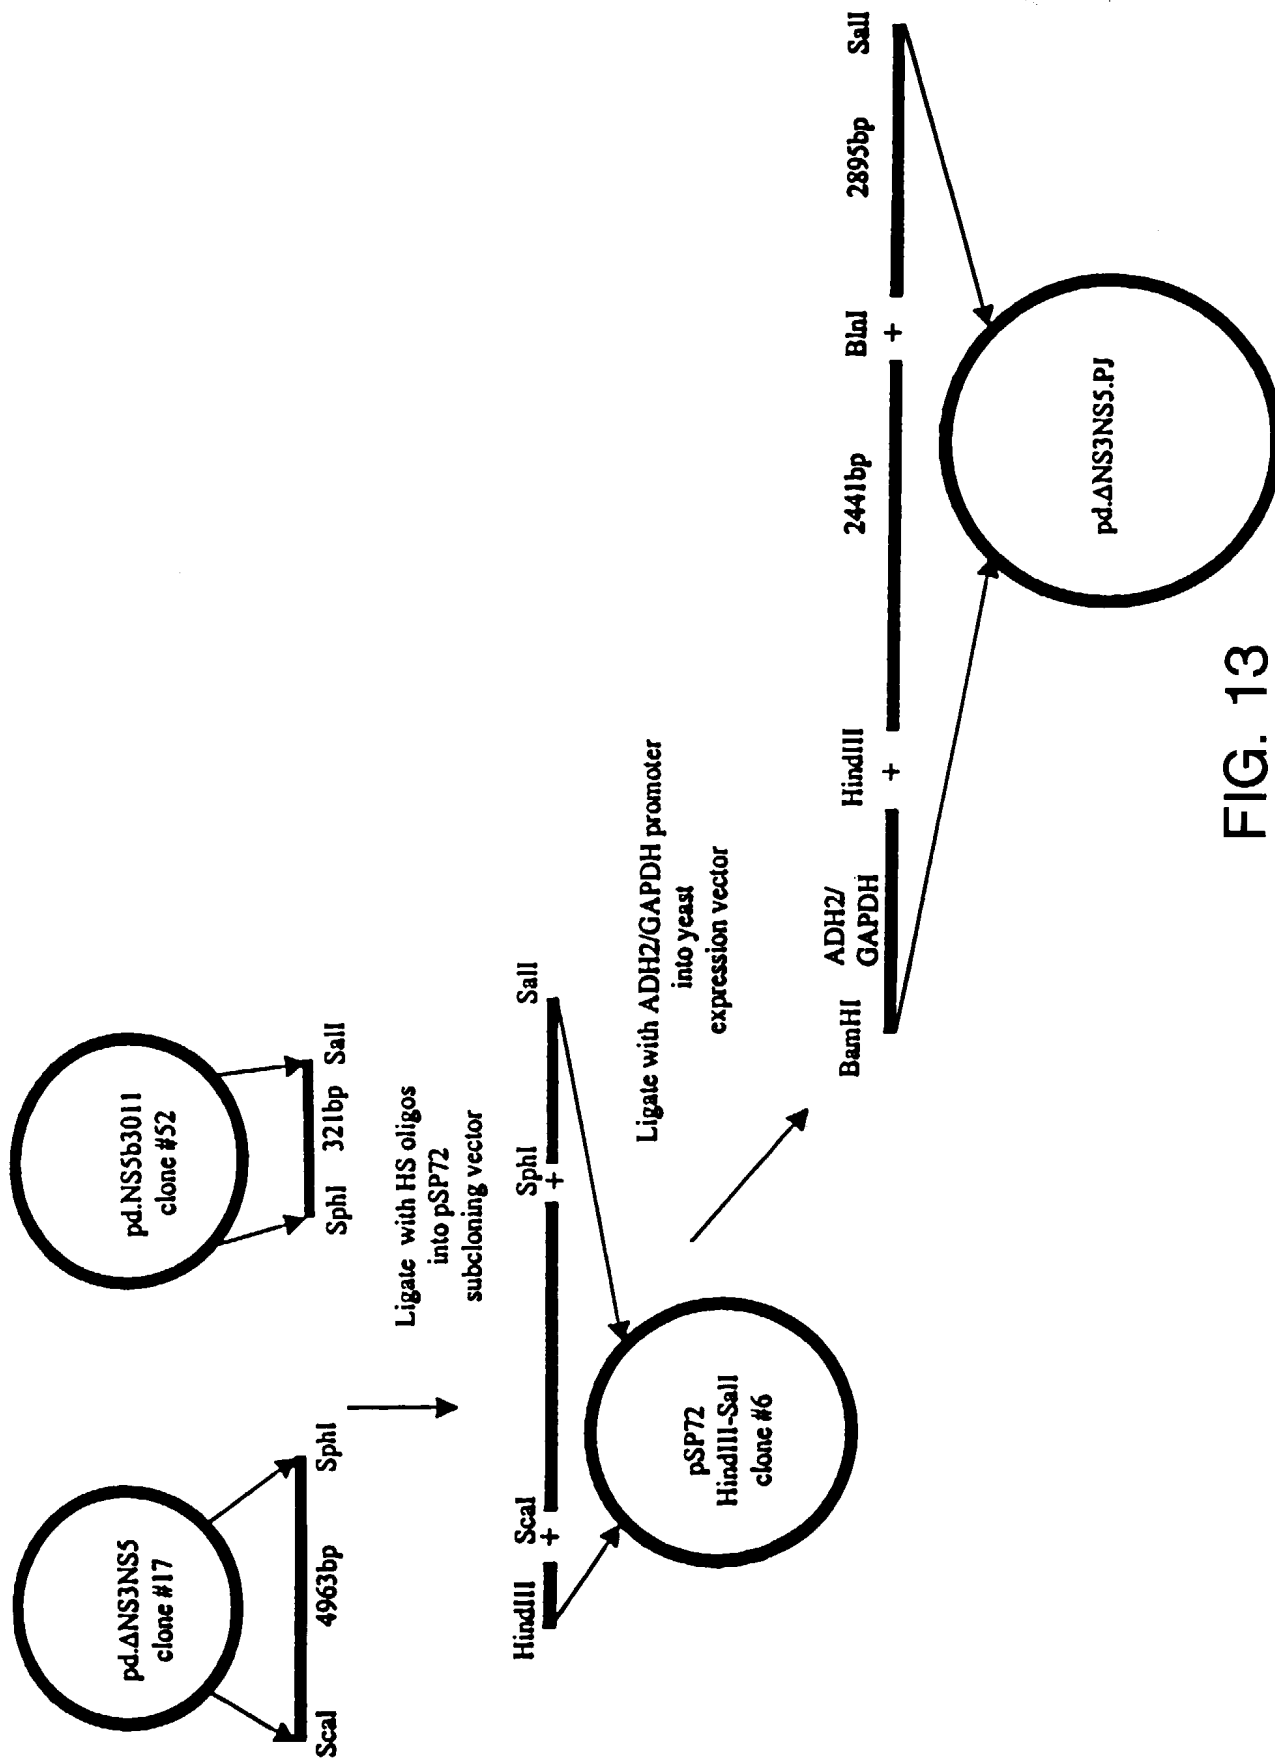 pd.ΔNS3NS5
clone #17
ScaI 4963bp SphI
pd.NS5b3011
clone #52
SphI 321bp SalI
Ligate with HS oligos
into pSP72
subcloning vector
HindIII ScaI SphI SalI
+ +
pSP72
HindIII-SalI
clone #6
Ligate with ADH2/GAPDH promoter
into yeast
expression vector
BamHI ADH2/
GAPDH HindIII 2441bp BlnI 2895bp SalI
+ +
pd.ΔNS3NS5.PJ
FIG. 13